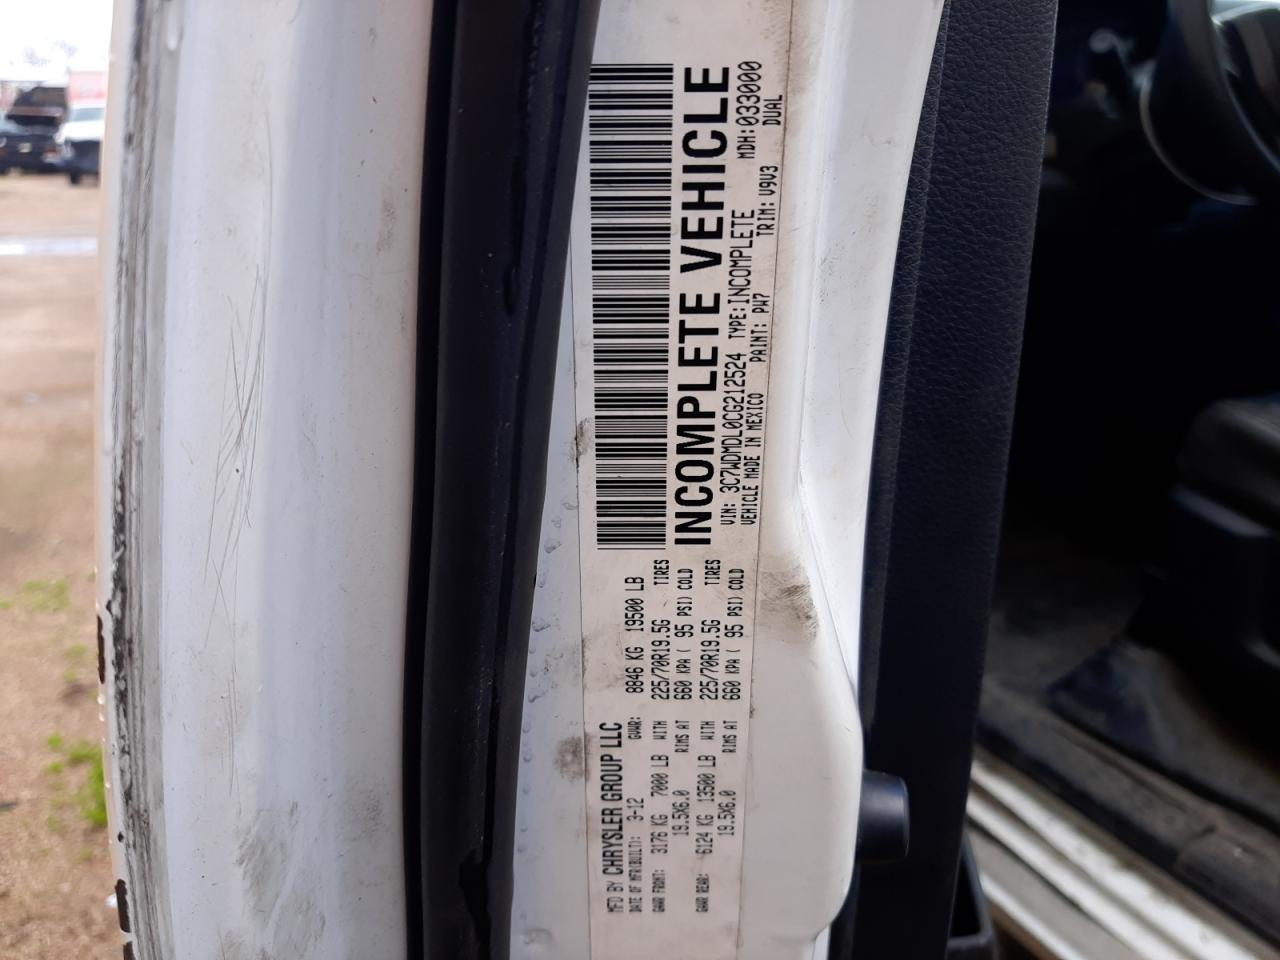 MFD BY CHRYSLER GROUP LLC
DATE OF MFR(BUILT): 3-12 GVWR: 8846 KG 19500 LB
GAWR FRONT: 3176 KG 7000 LB WITH 225/70R19.5G TIRES
19.5X6.0 RIMS AT 660 KPA ( 95 PSI) COLD
GAWR REAR: 6124 KG 13500 LB WITH 225/70R19.5G TIRES
19.5X6.0 RIMS AT 660 KPA ( 95 PSI) COLD
INCOMPLETE VEHICLE
VIN: 3C7WDMDL0CG212524 TYPE:INCOMPLETE MDH:033000
VEHICLE MADE IN MEXICO PAINT: PW7 TRIM: V9V3 DUAL